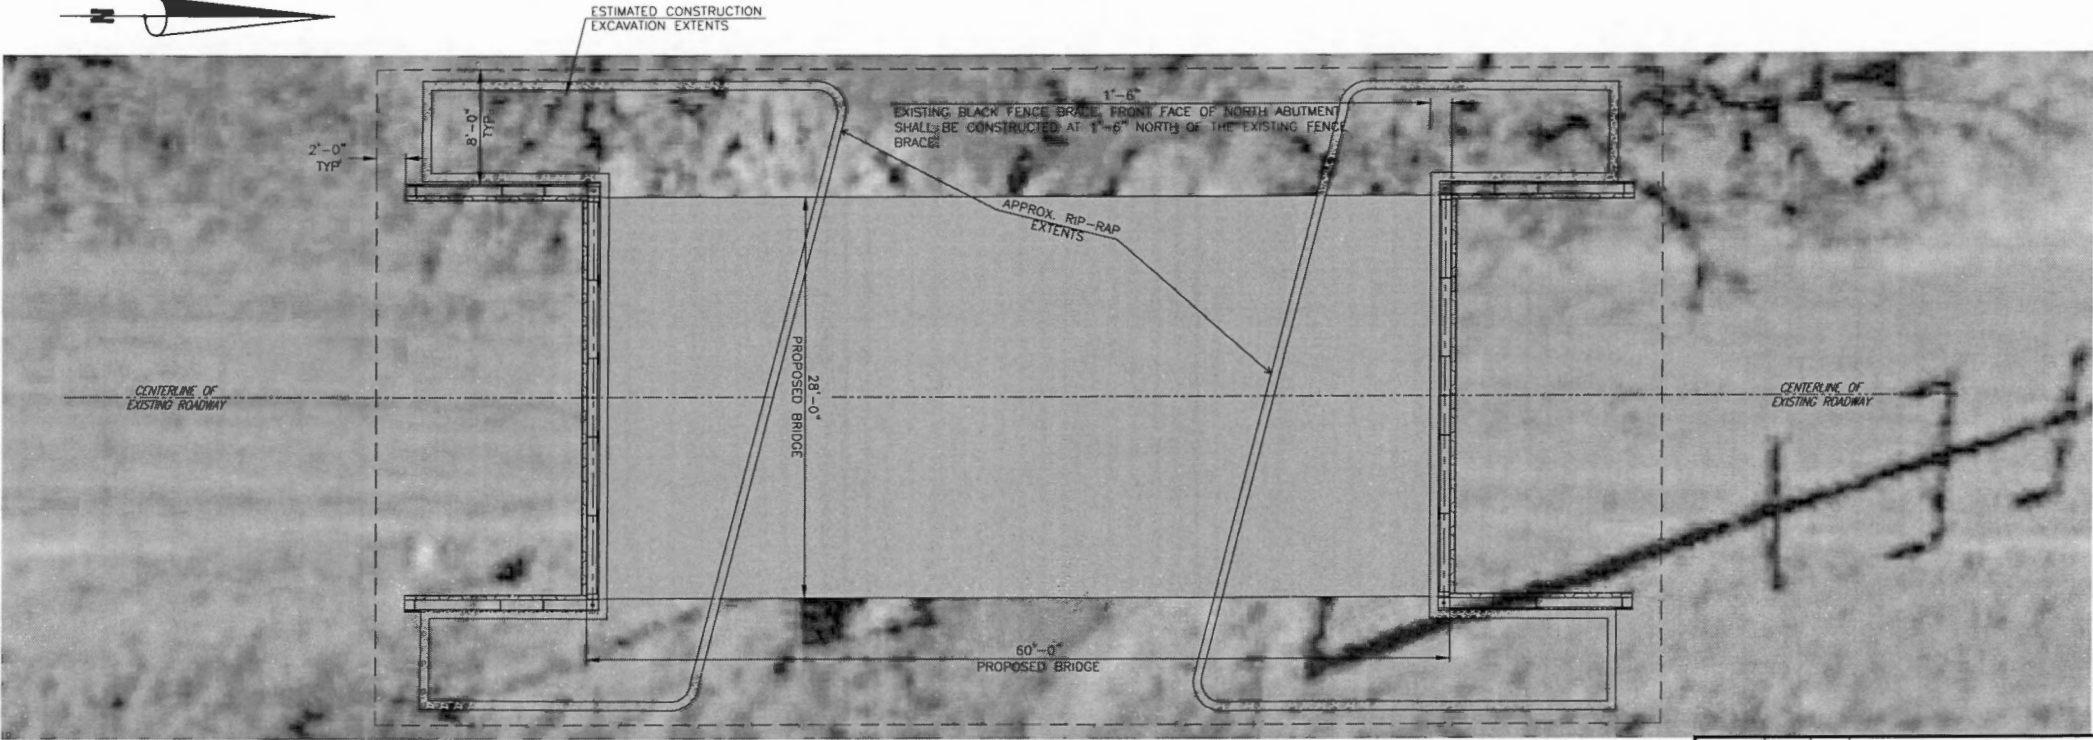 N
ESTIMATED CONSTRUCTION
EXCAVATION EXTENTS
8'-0"
TYP
2'-0"
TYP
1'-6"
EXISTING BLACK FENCE BRACE. FRONT FACE OF NORTH ABUTMENT
SHALL BE CONSTRUCTED AT 1'-6" NORTH OF THE EXISTING FENCE
BRACE.
APPROX. RIP-RAP
EXTENTS
28'-0"
PROPOSED BRIDGE
CENTERLINE OF
EXISTING ROADWAY
CENTERLINE OF
EXISTING ROADWAY
60'-0"
PROPOSED BRIDGE